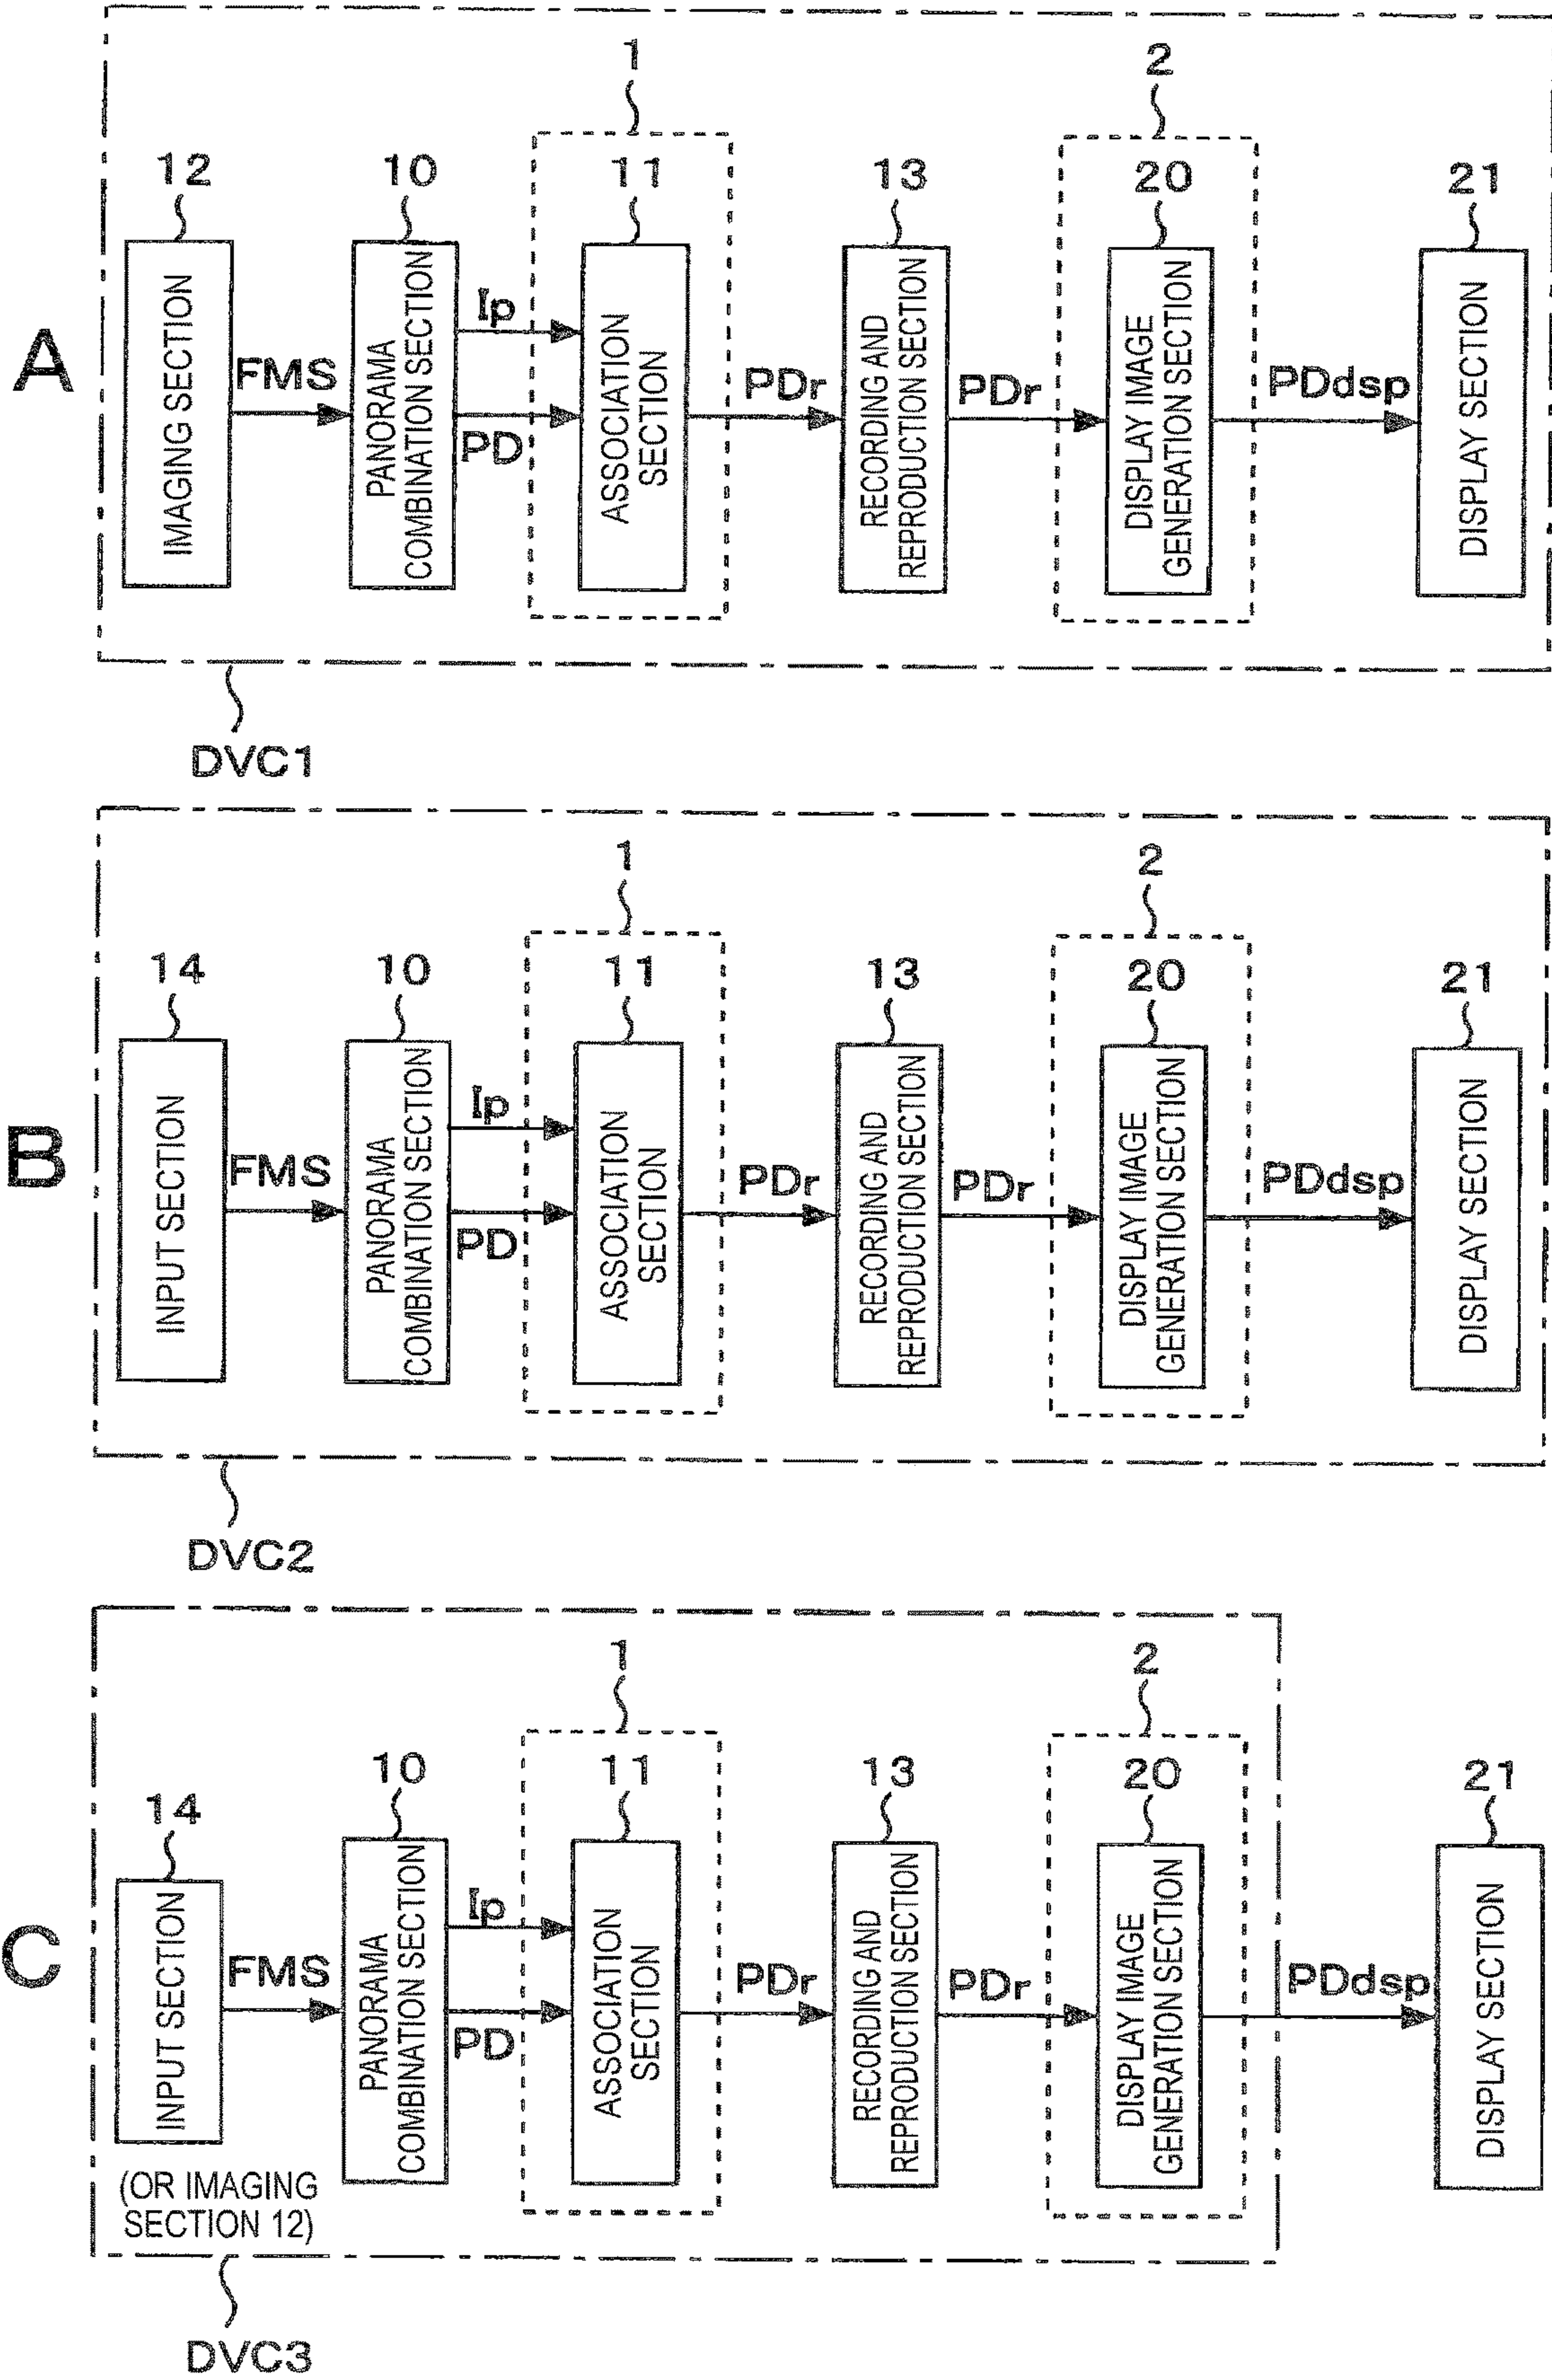 1
2
12
10
11
13
20
21
A
IMAGING SECTION
FMS
PANORAMA
COMBINATION SECTION
Ip
PD
ASSOCIATION
SECTION
PDr
RECORDING AND
REPRODUCTION SECTION
PDr
DISPLAY IMAGE
GENERATION SECTION
PDdsp
DISPLAY SECTION
DVC1
1
2
14
10
11
13
20
21
B
INPUT SECTION
FMS
PANORAMA
COMBINATION SECTION
Ip
PD
ASSOCIATION
SECTION
PDr
RECORDING AND
REPRODUCTION SECTION
PDr
DISPLAY IMAGE
GENERATION SECTION
PDdsp
DISPLAY SECTION
DVC2
1
2
14
10
11
13
20
21
C
INPUT SECTION
(OR IMAGING
SECTION 12)
FMS
PANORAMA
COMBINATION SECTION
Ip
PD
ASSOCIATION
SECTION
PDr
RECORDING AND
REPRODUCTION SECTION
PDr
DISPLAY IMAGE
GENERATION SECTION
PDdsp
DISPLAY SECTION
DVC3